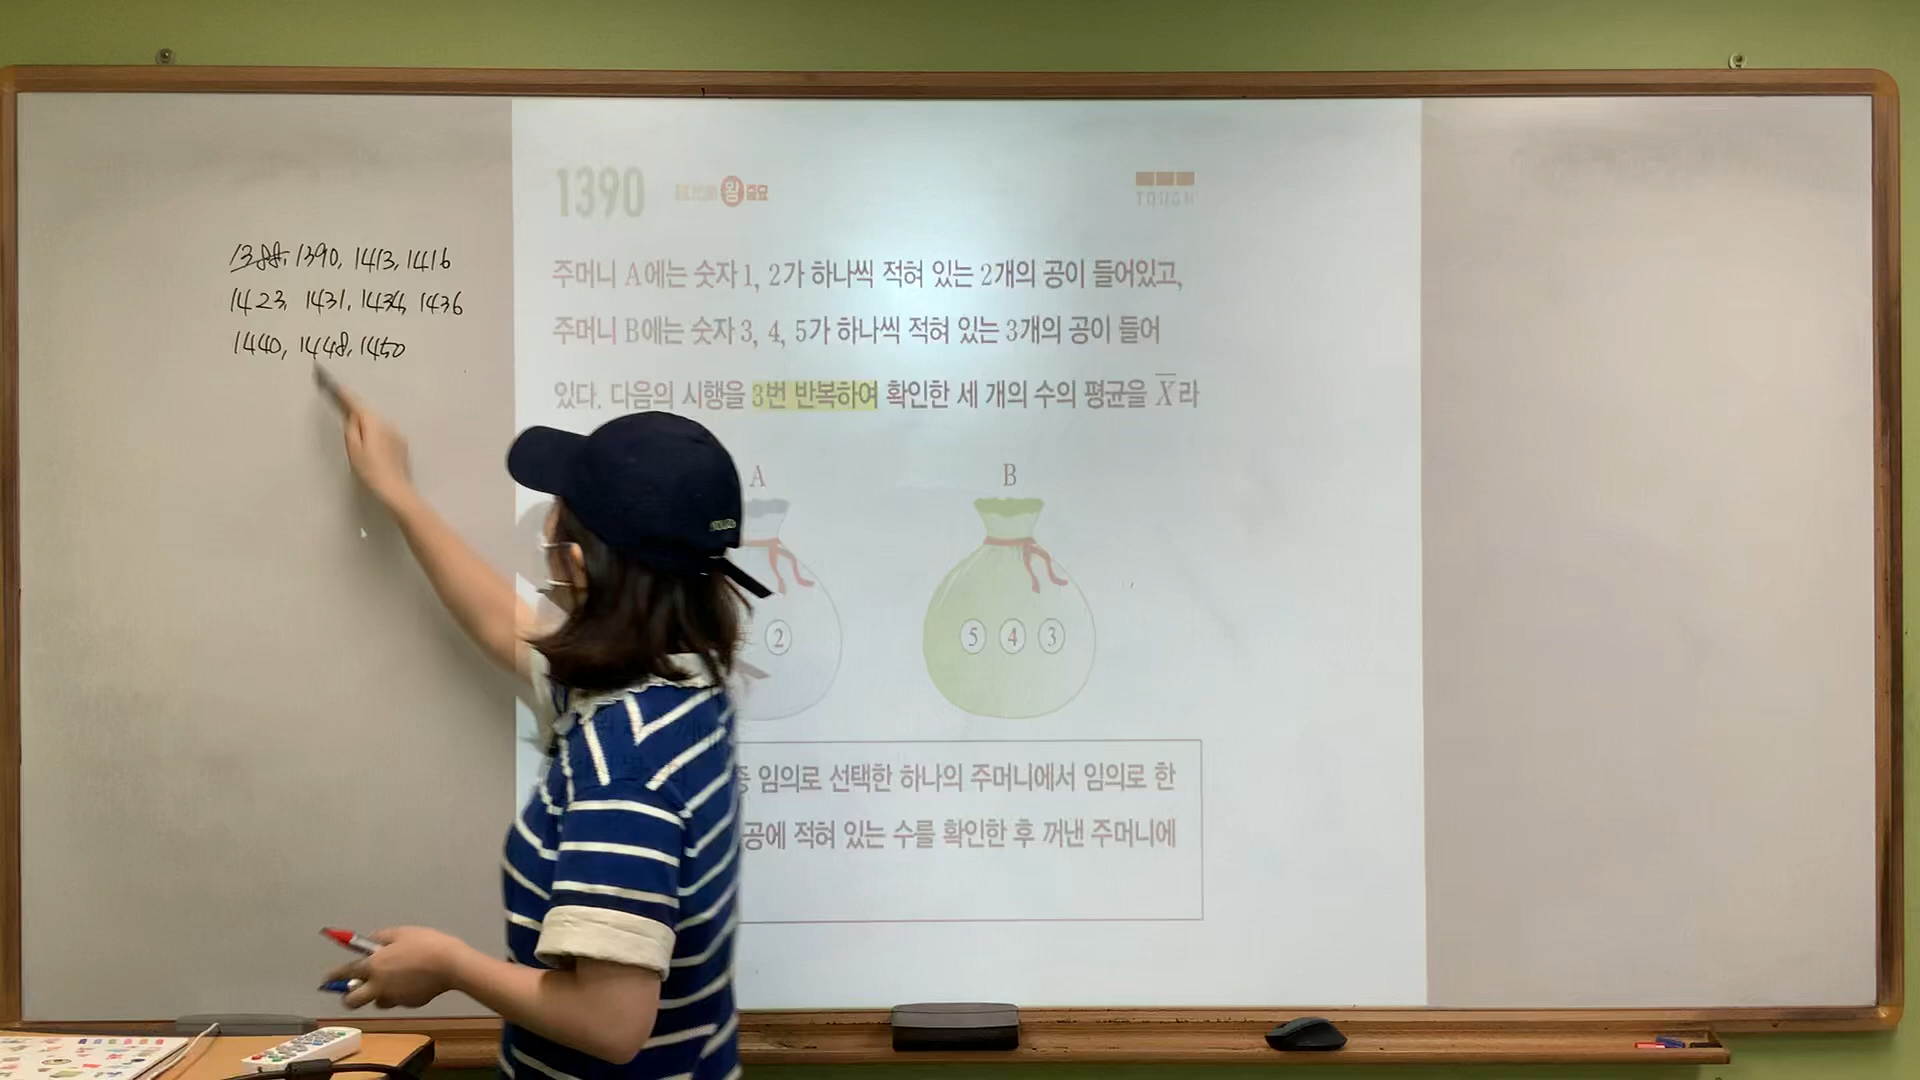 1388, 1390, 1413, 1416
1423, 1431, 1434, 1436
1440, 1448, 1450
1390
왕중요
TOUGH
주머니 A에는 숫자 1, 2가 하나씩 적혀 있는 2개의 공이 들어있고,
주머니 B에는 숫자 3, 4, 5가 하나씩 적혀 있는 3개의 공이 들어
있다. 다음의 시행을 3번 반복하여 확인한 세 개의 수의 평균을 X̅라
A
B
2
5 4 3
임의로 선택한 하나의 주머니에서 임의로 한
공에 적혀 있는 수를 확인한 후 꺼낸 주머니에